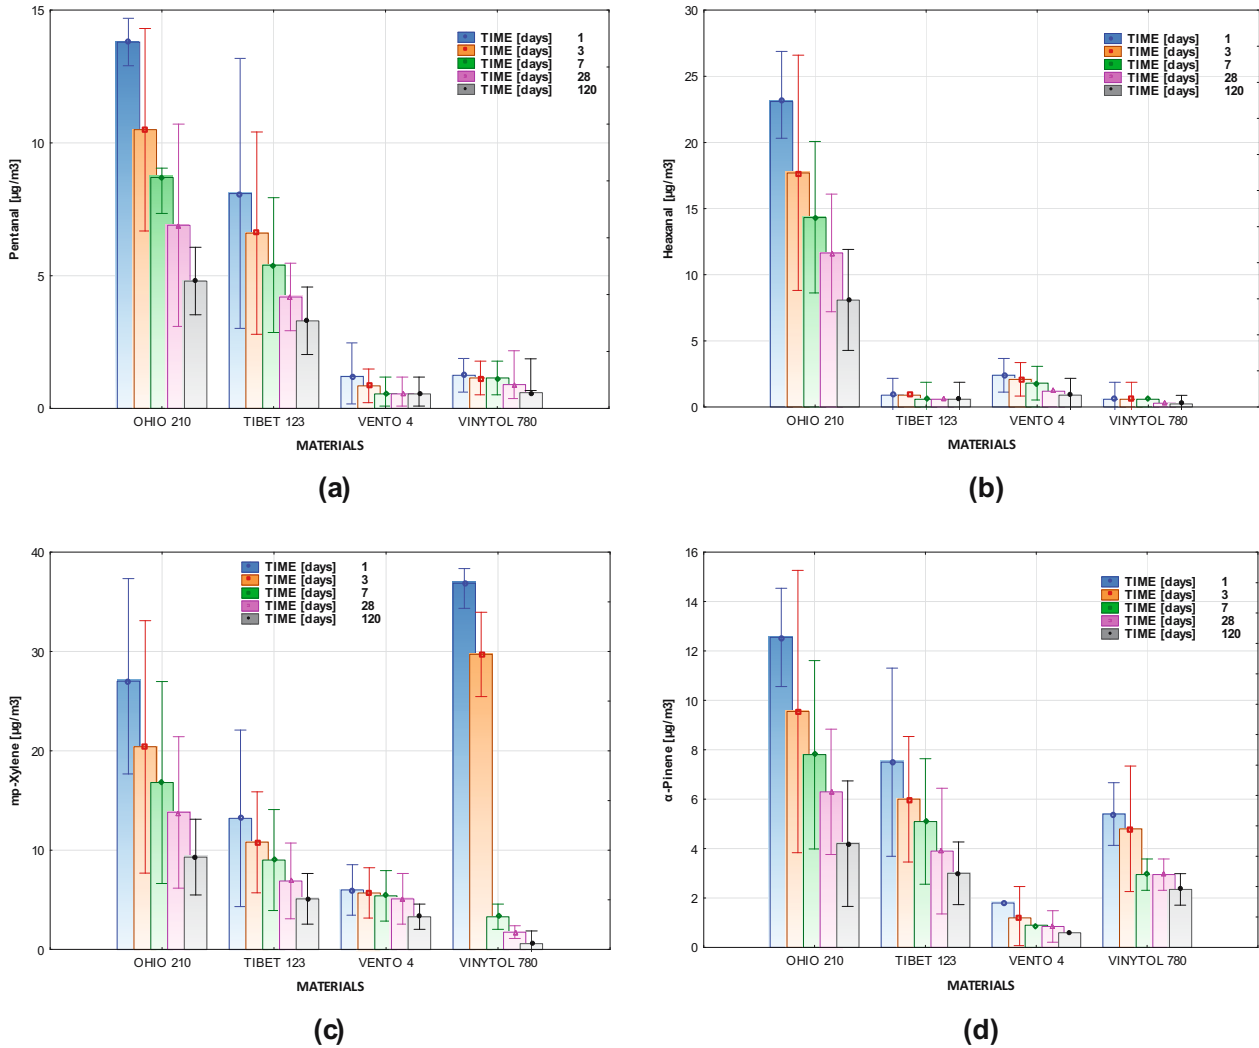 15
10
5
0
Pentanal [µg/m3]
TIME [days] 1
TIME [days] 3
TIME [days] 7
TIME [days] 28
TIME [days] 120
OHIO 210 TIBET 123 VENTO 4 VINYTOL 780
MATERIALS
(a)
30
25
20
15
10
5
0
Heaxanal [µg/m3]
TIME [days] 1
TIME [days] 3
TIME [days] 7
TIME [days] 28
TIME [days] 120
OHIO 210 TIBET 123 VENTO 4 VINYTOL 780
MATERIALS
(b)
40
30
20
10
0
mp-Xylene [µg/m3]
TIME [days] 1
TIME [days] 3
TIME [days] 7
TIME [days] 28
TIME [days] 120
OHIO 210 TIBET 123 VENTO 4 VINYTOL 780
MATERIALS
(c)
16
14
12
10
8
6
4
2
0
α-Pinene [µg/m3]
TIME [days] 1
TIME [days] 3
TIME [days] 7
TIME [days] 28
TIME [days] 120
OHIO 210 TIBET 123 VENTO 4 VINYTOL 780
MATERIALS
(d)